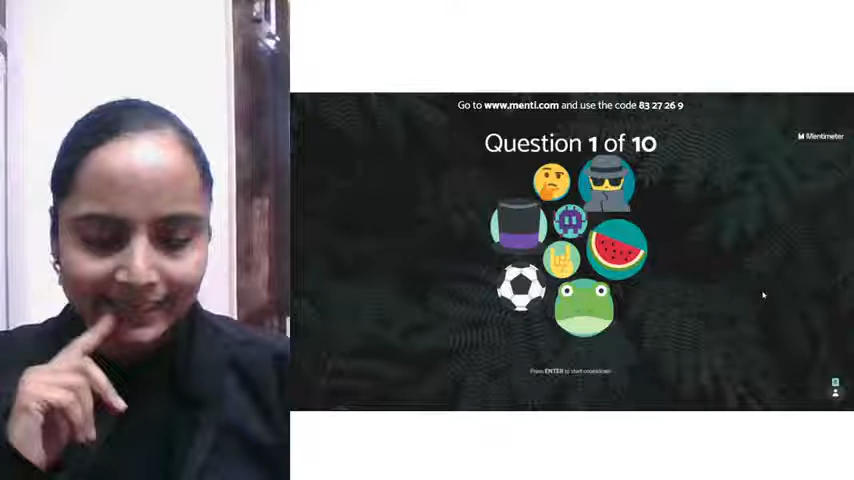 Go to www.menti.com and use the code 83 27 26 9
Mentimeter
Question 1 of 10
Press ENTER to start countdown